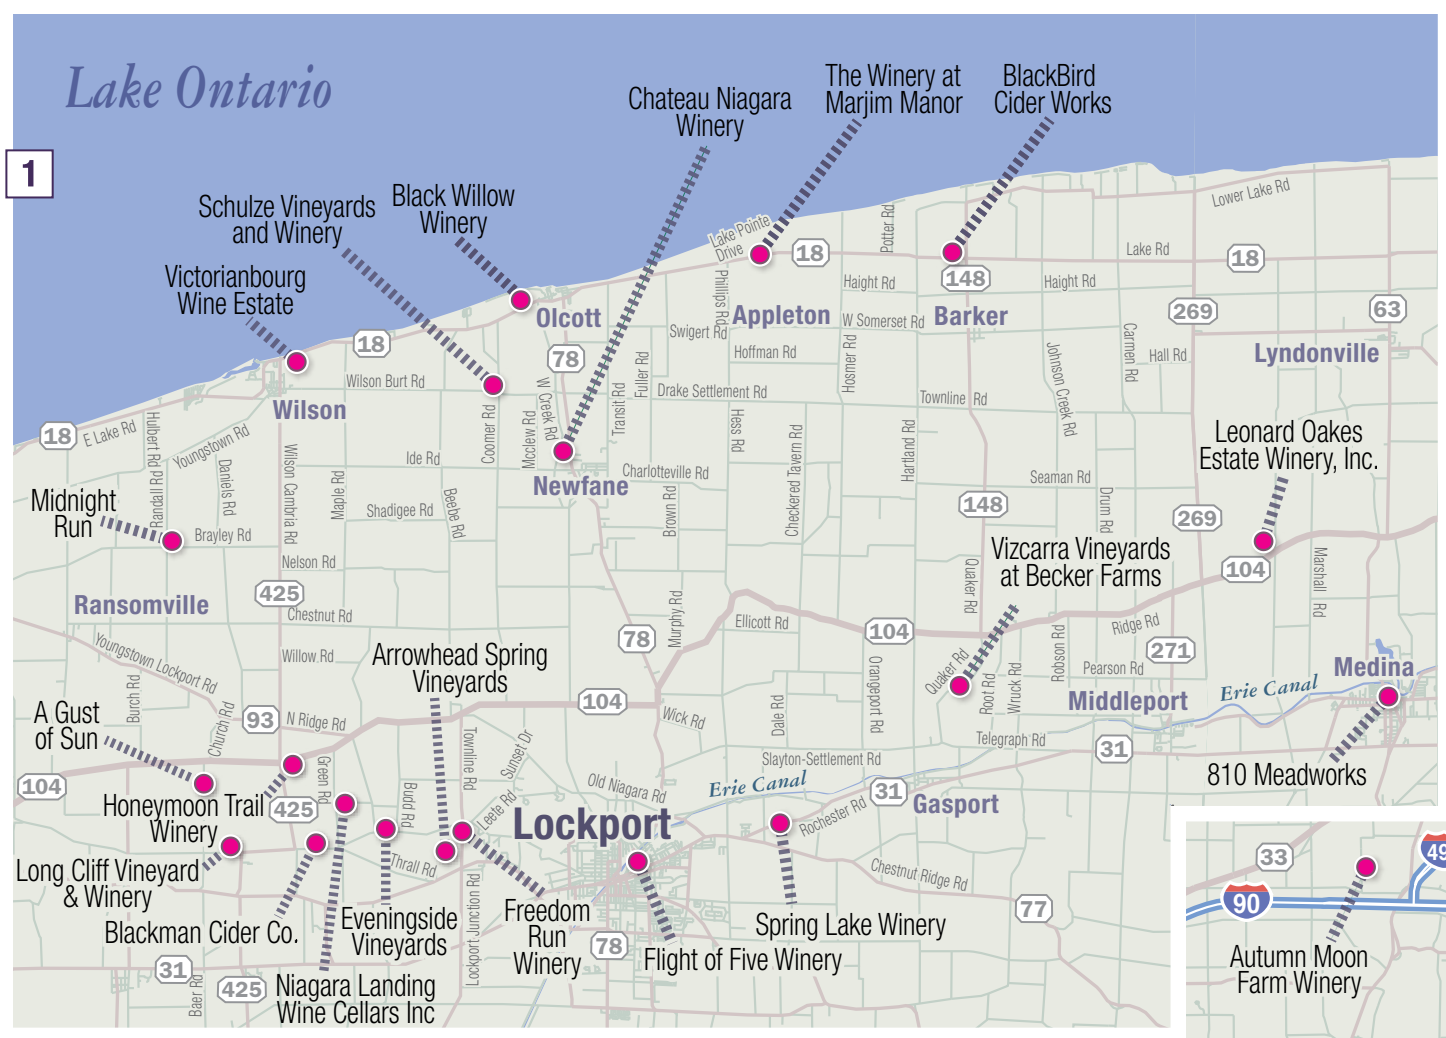 Lake Ontario
1
Chateau Niagara
Winery
The Winery at
Marjim Manor
BlackBird
Cider Works
Schulze Vineyards
and Winery
Black Willow
Winery
Victorianbourg
Wine Estate
Lower Lake Rd
Lake Pointe
Drive
18
Potter Rd
Lake Rd
18
148
Haight Rd
Haight Rd
Phillips Rd
Olcott
Appleton
W Somerset Rd
Barker
269
63
18
78
Swigert Rd
Hoffman Rd
Hosmer Rd
Johnson Creek Rd
Carmen Rd
Hall Rd
Lyndonville
Wilson Burt Rd
Fuller Rd
Transit Rd
Drake Settlement Rd
Townline Rd
Wilson
W Creek Rd
Mcclew Rd
Coomer Rd
Hess Rd
Checkered Tavern Rd
Hartland Rd
18
E Lake Rd
Hulbert Rd
Randall Rd
Youngstown Rd
Daniels Rd
Wilson Cambria Rd
Maple Rd
Ide Rd
Beebe Rd
Newfane
Charlotteville Rd
Brown Rd
Seaman Rd
Drum Rd
Leonard Oakes
Estate Winery, Inc.
Midnight
Run
Brayley Rd
Shadigee Rd
148
269
104
Nelson Rd
Vizcarra Vineyards
at Becker Farms
Quaker Rd
Marshall Rd
Ransomville
425
Chestnut Rd
Murphy Rd
Ellicott Rd
104
Ridge Rd
Robson Rd
78
271
Youngstown Lockport Rd
Willow Rd
Arrowhead Spring
Vineyards
Orangeport Rd
Quaker Rd
Root Rd
Wruck Rd
Pearson Rd
Medina
Burch Rd
Church Rd
A Gust
of Sun
93
N Ridge Rd
104
Wick Rd
Dale Rd
Middleport
Erie Canal
Telegraph Rd
31
Townline Rd
Sunset Dr
Slayton-Settlement Rd
104
Green Rd
Budd Rd
Old Niagara Rd
Erie Canal
31
Gasport
810 Meadworks
Honeymoon Trail
Winery
425
Leete Rd
Lockport
Rochester Rd
Long Cliff Vineyard
& Winery
Thrall Rd
Chestnut Ridge Rd
77
Blackman Cider Co.
Eveningside
Vineyards
Lockport Junction Rd
Freedom
Run
Winery
78
Flight of Five Winery
Spring Lake Winery
31
Baer Rd
425
Niagara Landing
Wine Cellars Inc
33
49
90
Autumn Moon
Farm Winery